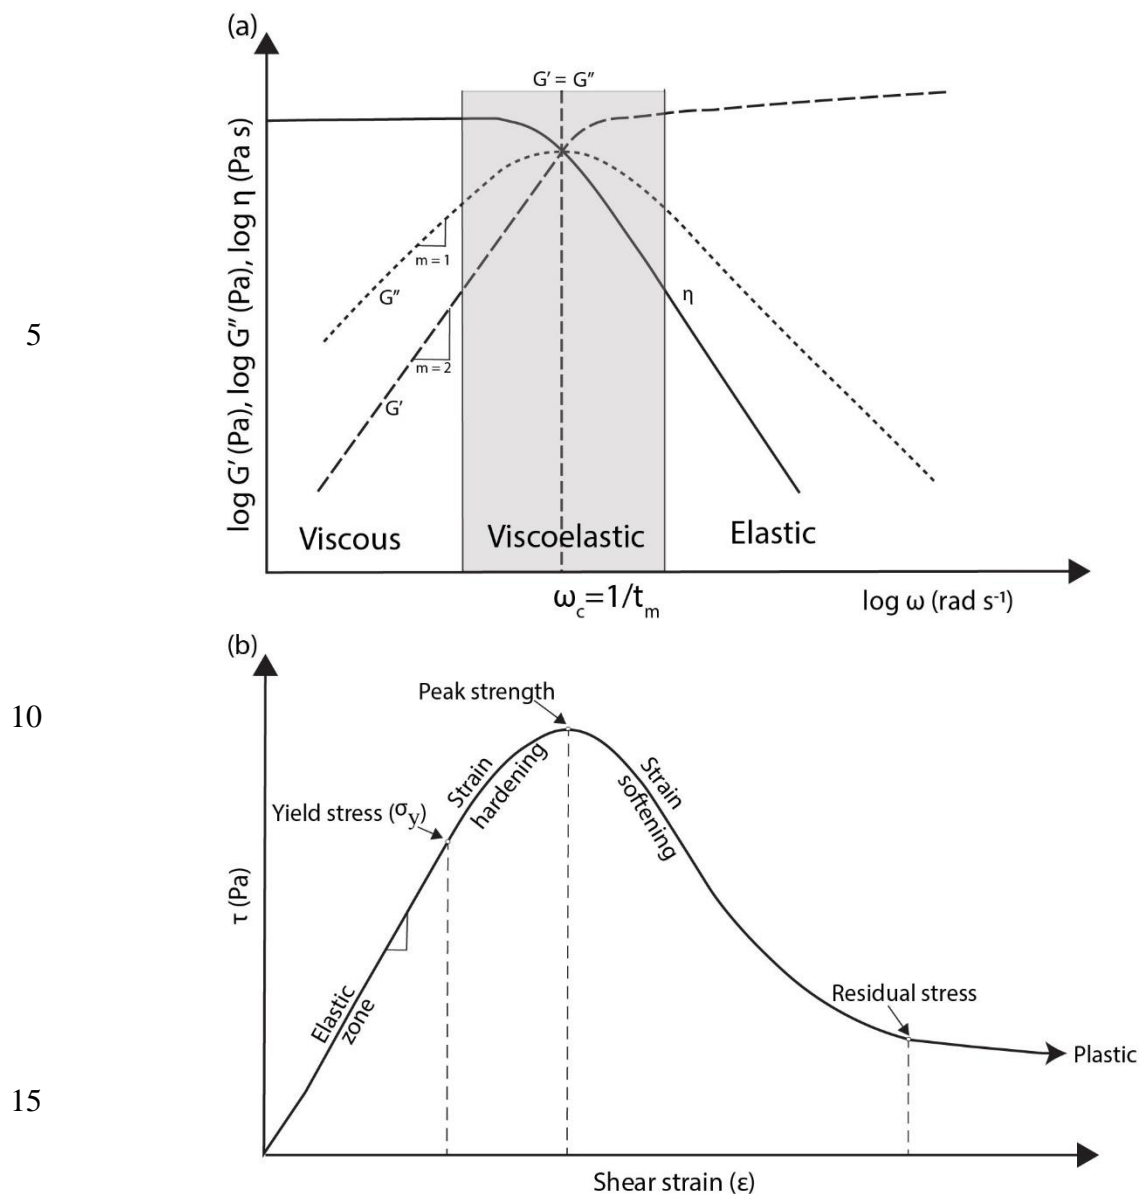 (a)
G' = G''
log G' (Pa), log G'' (Pa), log η (Pa s)
m = 1
G''
η
5
m = 2
G'
Viscous
Viscoelastic
Elastic
ω_c=1/t_m
log ω (rad s⁻¹)
(b)
Peak strength
10
Strain
hardening
Strain
softening
Yield stress (σ_y)
τ (Pa)
Elastic
zone
Residual stress
Plastic
15
Shear strain (ε)